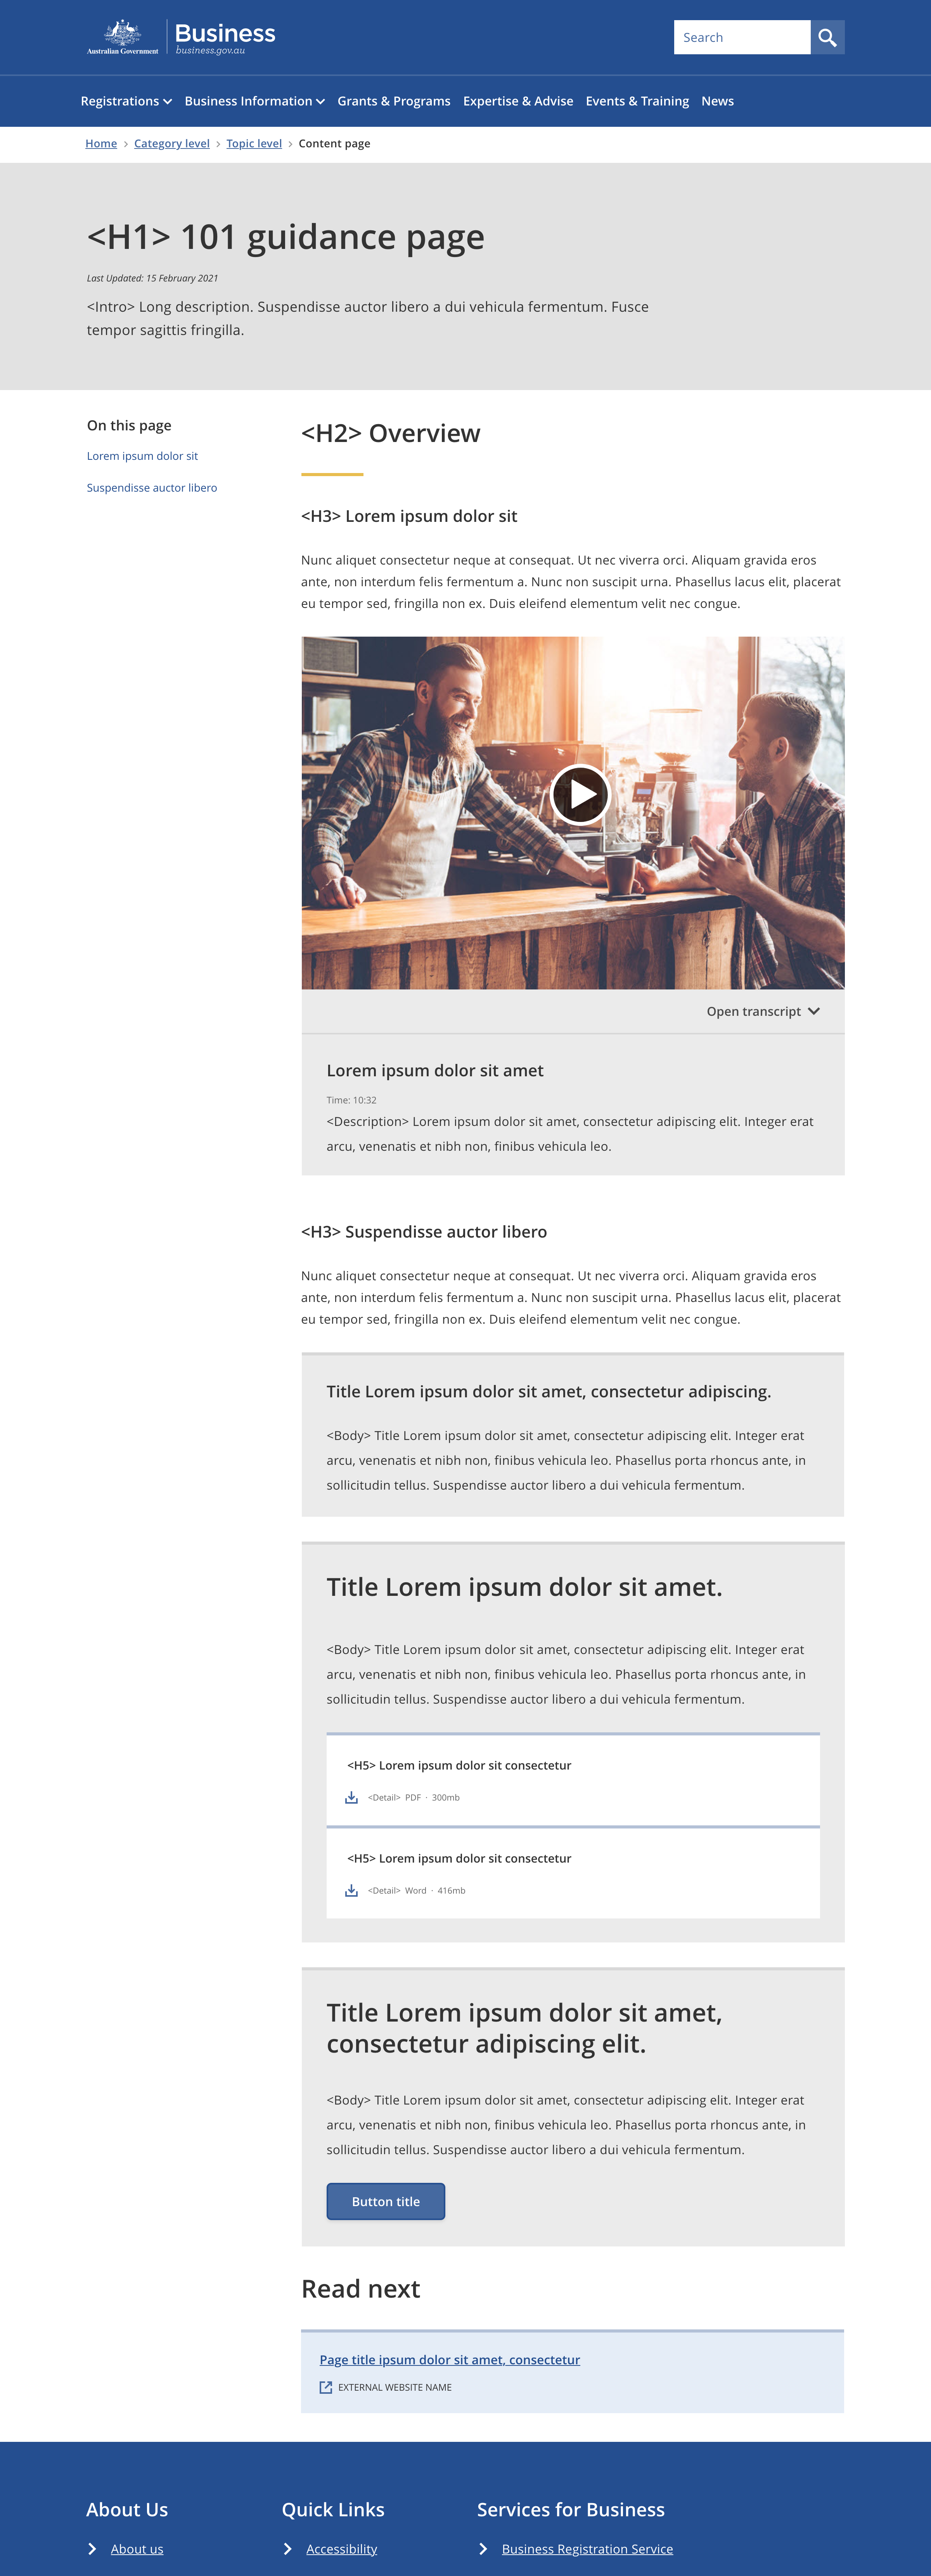 Australian Government
Business
business.gov.au
Search
Registrations
Business Information
Grants & Programs
Expertise & Advise
Events & Training
News
Home
Category level
Topic level
Content page
<H1> 101 guidance page
Last Updated: 15 February 2021
<Intro> Long description. Suspendisse auctor libero a dui vehicula fermentum. Fusce
tempor sagittis fringilla.
On this page
Lorem ipsum dolor sit
Suspendisse auctor libero
<H2> Overview
<H3> Lorem ipsum dolor sit
Nunc aliquet consectetur neque at consequat. Ut nec viverra orci. Aliquam gravida eros
ante, non interdum felis fermentum a. Nunc non suscipit urna. Phasellus lacus elit, placerat
eu tempor sed, fringilla non ex. Duis eleifend elementum velit nec congue.
Open transcript
Lorem ipsum dolor sit amet
Time: 10:32
<Description> Lorem ipsum dolor sit amet, consectetur adipiscing elit. Integer erat
arcu, venenatis et nibh non, finibus vehicula leo.
<H3> Suspendisse auctor libero
Nunc aliquet consectetur neque at consequat. Ut nec viverra orci. Aliquam gravida eros
ante, non interdum felis fermentum a. Nunc non suscipit urna. Phasellus lacus elit, placerat
eu tempor sed, fringilla non ex. Duis eleifend elementum velit nec congue.
Title Lorem ipsum dolor sit amet, consectetur adipiscing.
<Body> Title Lorem ipsum dolor sit amet, consectetur adipiscing elit. Integer erat
arcu, venenatis et nibh non, finibus vehicula leo. Phasellus porta rhoncus ante, in
sollicitudin tellus. Suspendisse auctor libero a dui vehicula fermentum.
Title Lorem ipsum dolor sit amet.
<Body> Title Lorem ipsum dolor sit amet, consectetur adipiscing elit. Integer erat
arcu, venenatis et nibh non, finibus vehicula leo. Phasellus porta rhoncus ante, in
sollicitudin tellus. Suspendisse auctor libero a dui vehicula fermentum.
<H5> Lorem ipsum dolor sit consectetur
<Detail> PDF · 300mb
<H5> Lorem ipsum dolor sit consectetur
<Detail> Word · 416mb
Title Lorem ipsum dolor sit amet,
consectetur adipiscing elit.
<Body> Title Lorem ipsum dolor sit amet, consectetur adipiscing elit. Integer erat
arcu, venenatis et nibh non, finibus vehicula leo. Phasellus porta rhoncus ante, in
sollicitudin tellus. Suspendisse auctor libero a dui vehicula fermentum.
Button title
Read next
Page title ipsum dolor sit amet, consectetur
EXTERNAL WEBSITE NAME
About Us
About us
Quick Links
Accessibility
Services for Business
Business Registration Service